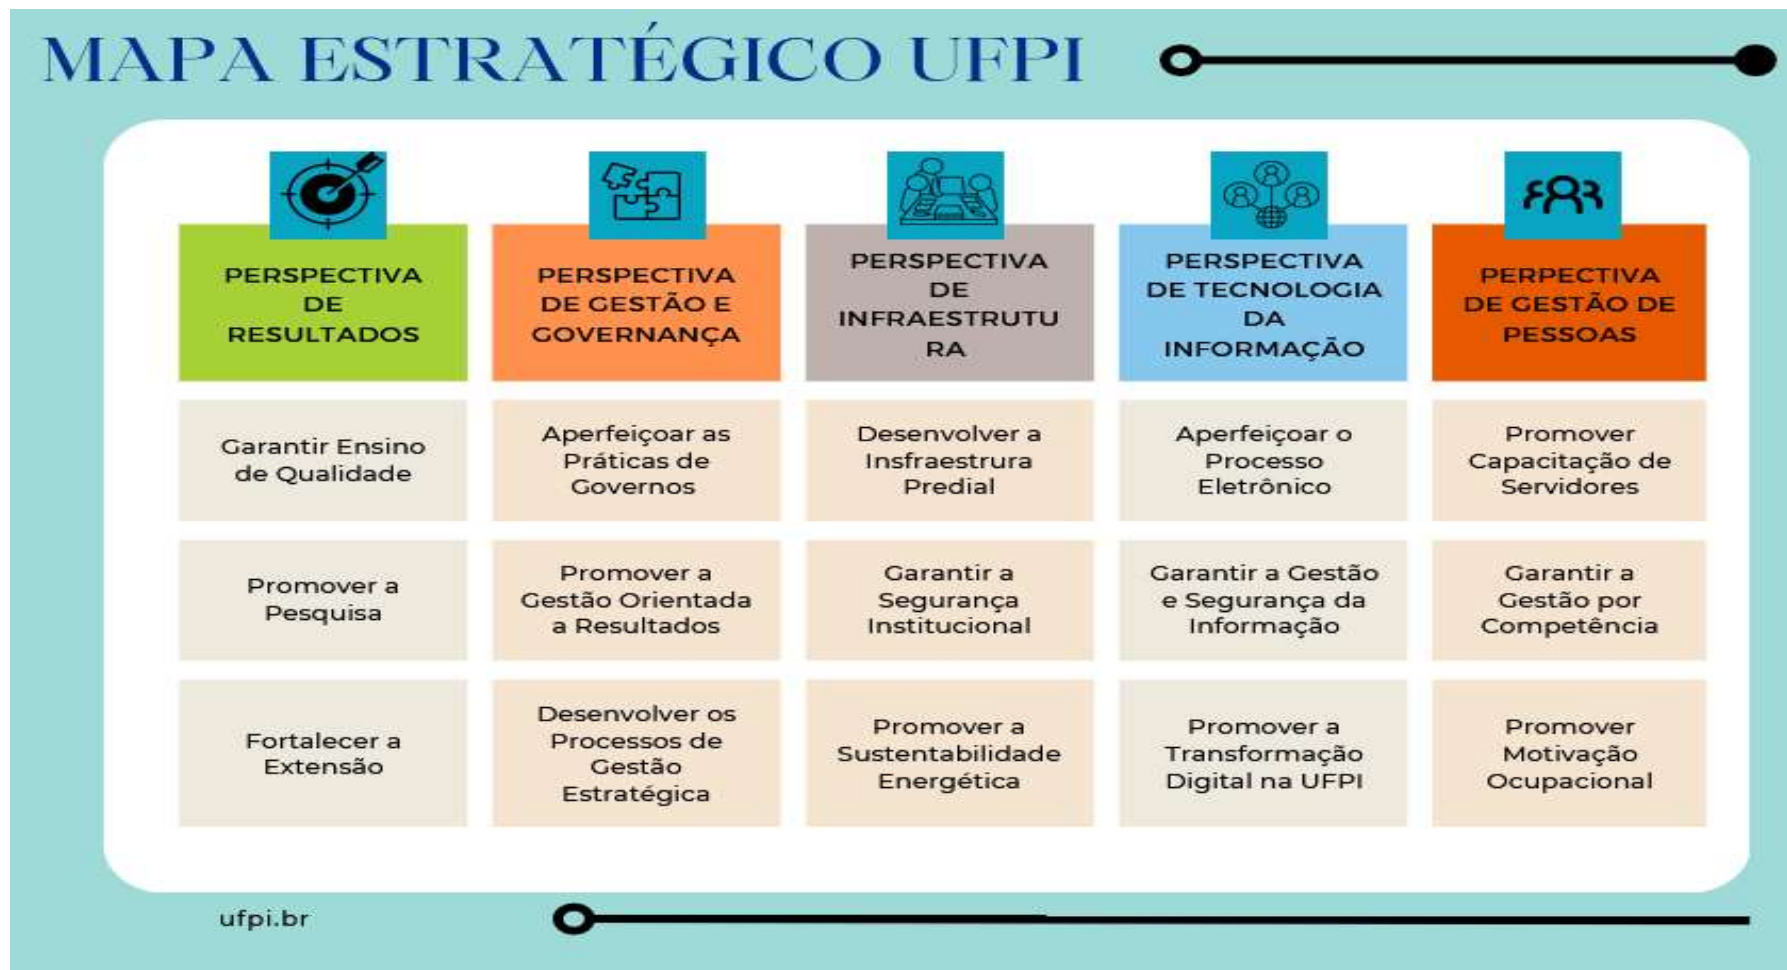 MAPA ESTRATÉGICO UFPI
PERSPECTIVA
DE
RESULTADOS
PERSPECTIVA
DE GESTÃO E
GOVERNANÇA
PERSPECTIVA
DE
INFRAESTRUTU
RA
PERSPECTIVA
DE TECNOLOGIA
DA
INFORMAÇÃO
PERPECTIVA
DE GESTÃO DE
PESSOAS
Garantir Ensino
de Qualidade
Aperfeiçoar as
Práticas de
Governos
Desenvolver a
Insfraestrura
Predial
Aperfeiçoar o
Processo
Eletrônico
Promover
Capacitação de
Servidores
Promover a
Pesquisa
Promover a
Gestão Orientada
a Resultados
Garantir a
Segurança
Institucional
Garantir a Gestão
e Segurança da
Informação
Garantir a
Gestão por
Competência
Fortalecer a
Extensão
Desenvolver os
Processos de
Gestão
Estratégica
Promover a
Sustentabilidade
Energética
Promover a
Transformação
Digital na UFPI
Promover
Motivação
Ocupacional
ufpi.br